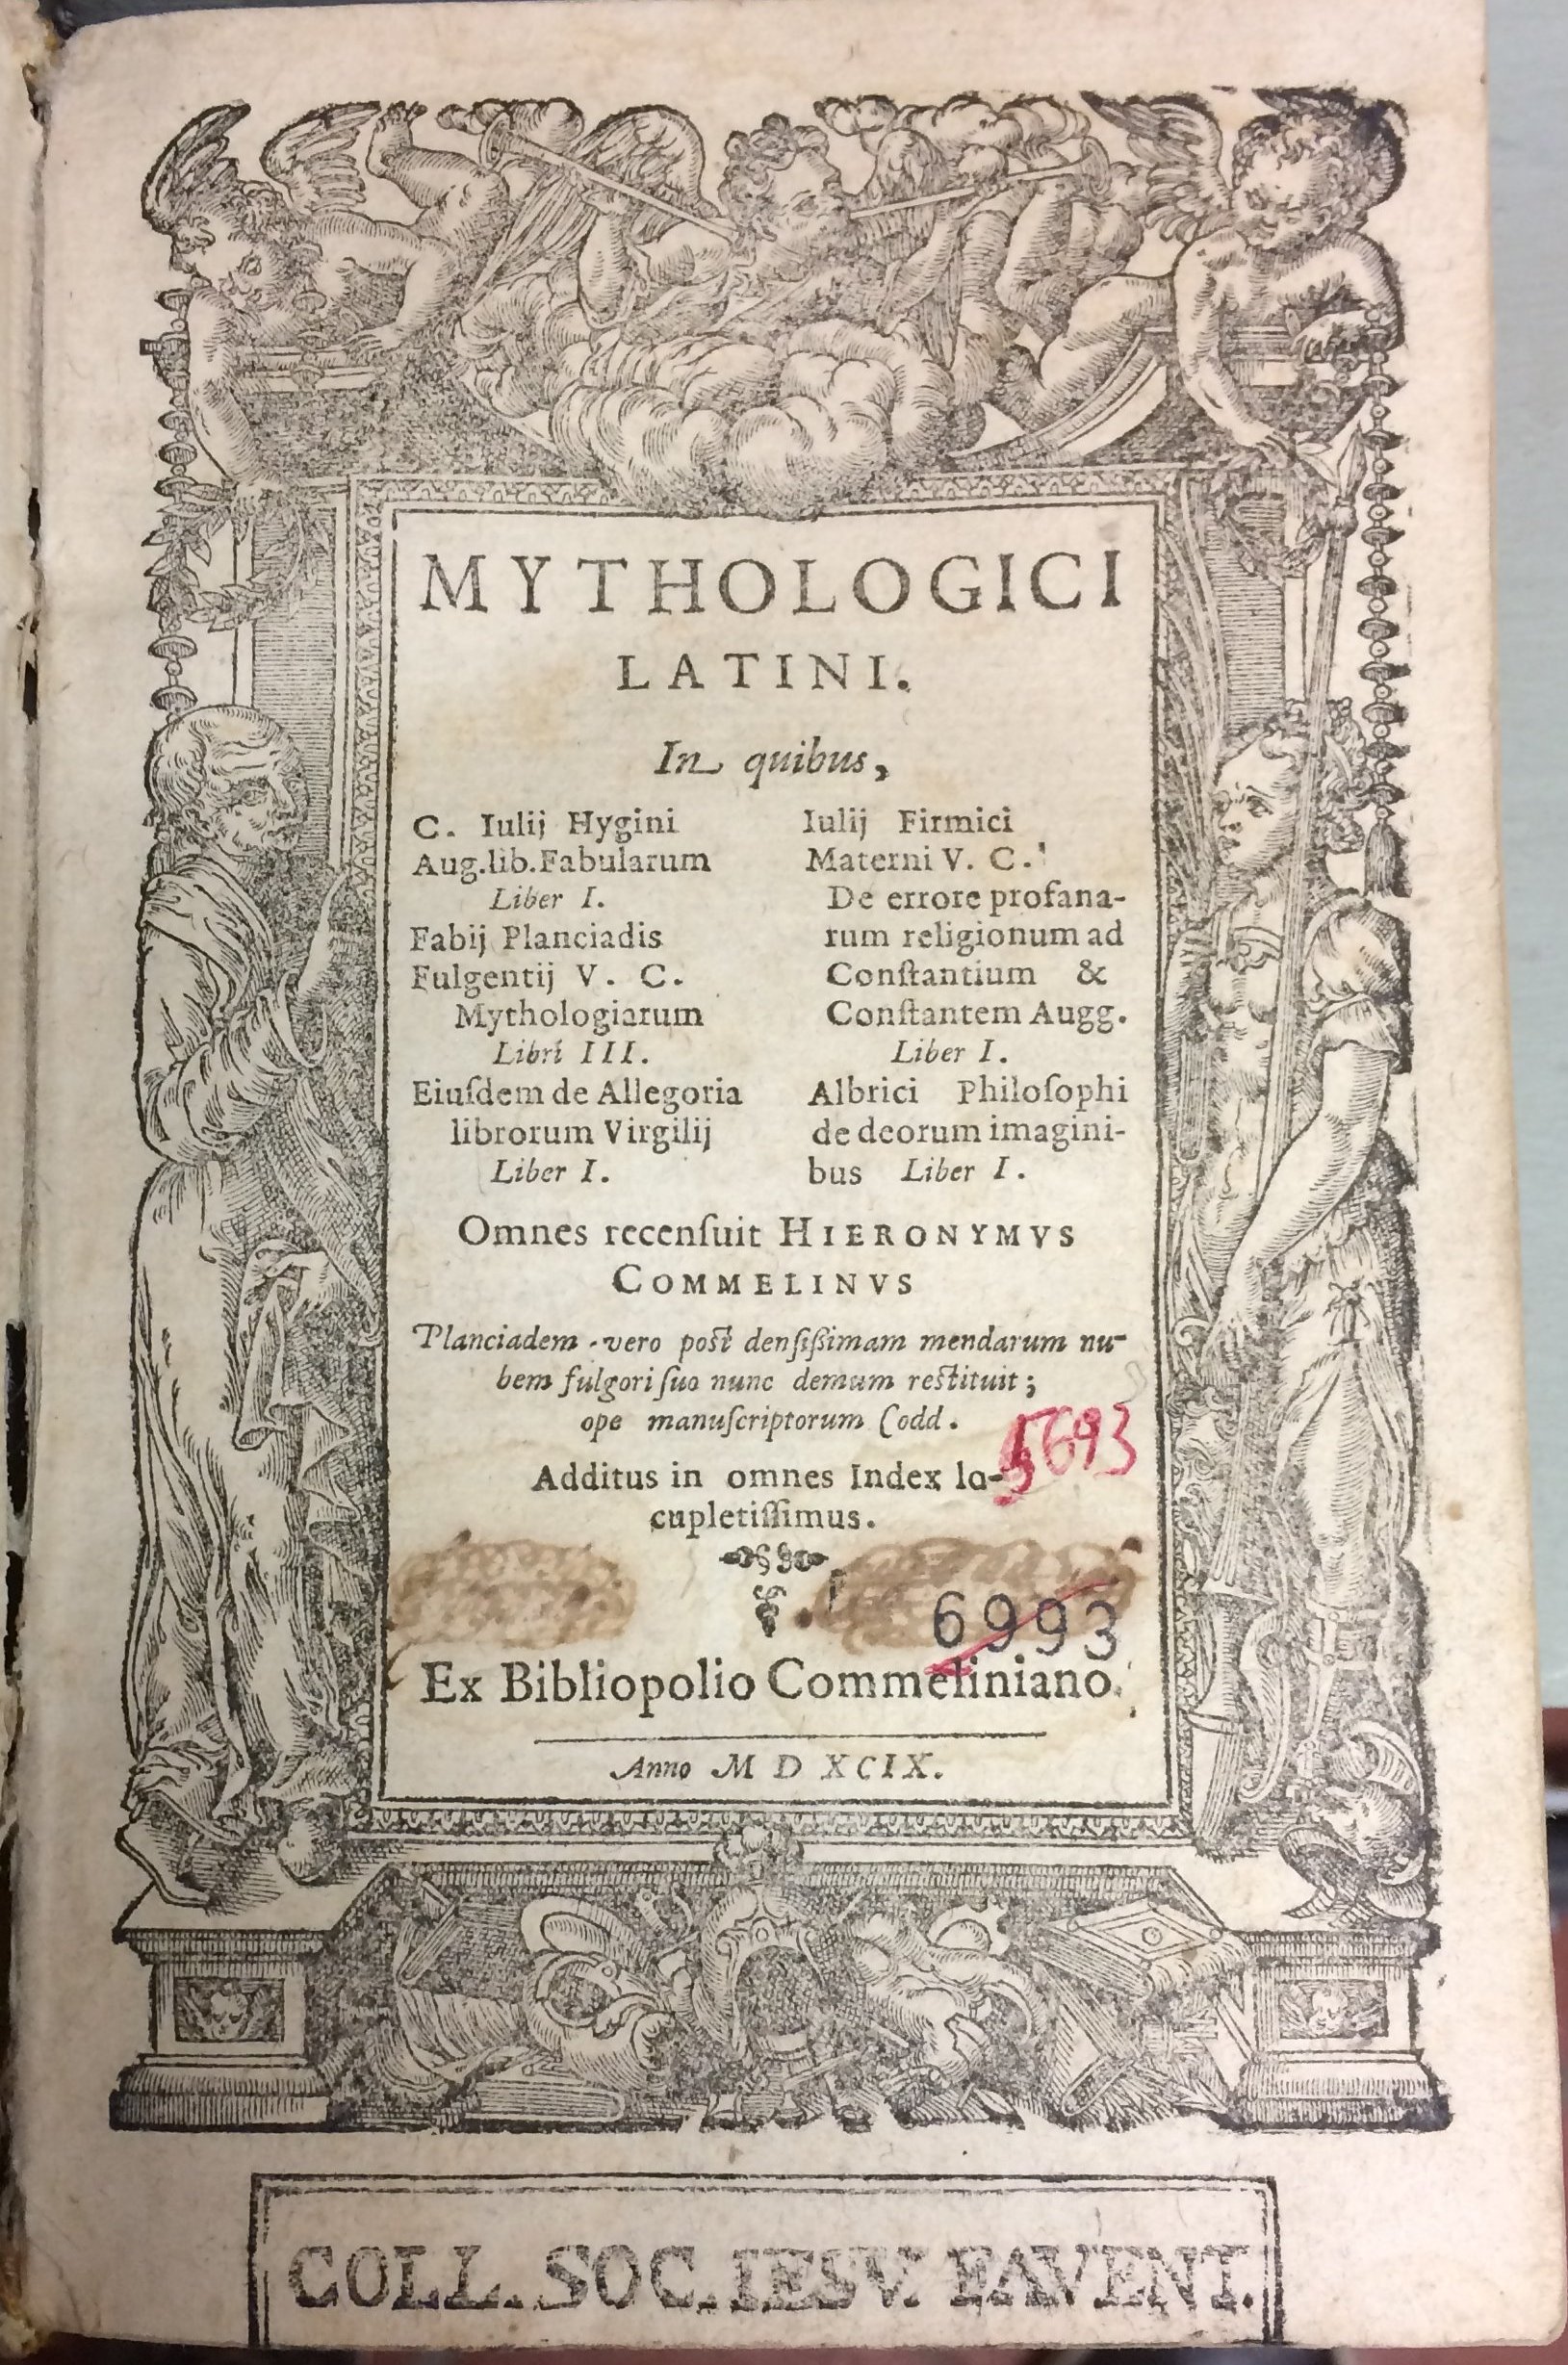 MYTHOLOGICI
LATINI.
In quibus,
C. Iulij Hygini
Aug.lib.Fabularum
Liber I.
Fabij Planciadis
Fulgentij V. C.
Mythologiarum
Libri III.
Eiuſdem de Allegoria
librorum Virgilij
Liber I.
Iulij Firmici
Materni V. C.
De errore profana-
rum religionum ad
Conſtantium &
Conſtantem Augg.
Liber I.
Albrici Philoſophi
de deorum imagini-
bus Liber I.
Omnes recenſuit HIERONYMVS
COMMELINVS
Planciadem vero poſt denſiſsimam mendarum nu-
bem fulgori ſuo nunc demum reſtituit;
ope manuſcriptorum Codd.
5693
Additus in omnes Index lo-
cupletiſſimus.
6993
Ex Bibliopolio Commeliniano.
Anno M D XCIX.
COLL. SOC. IESV. FAVENT.